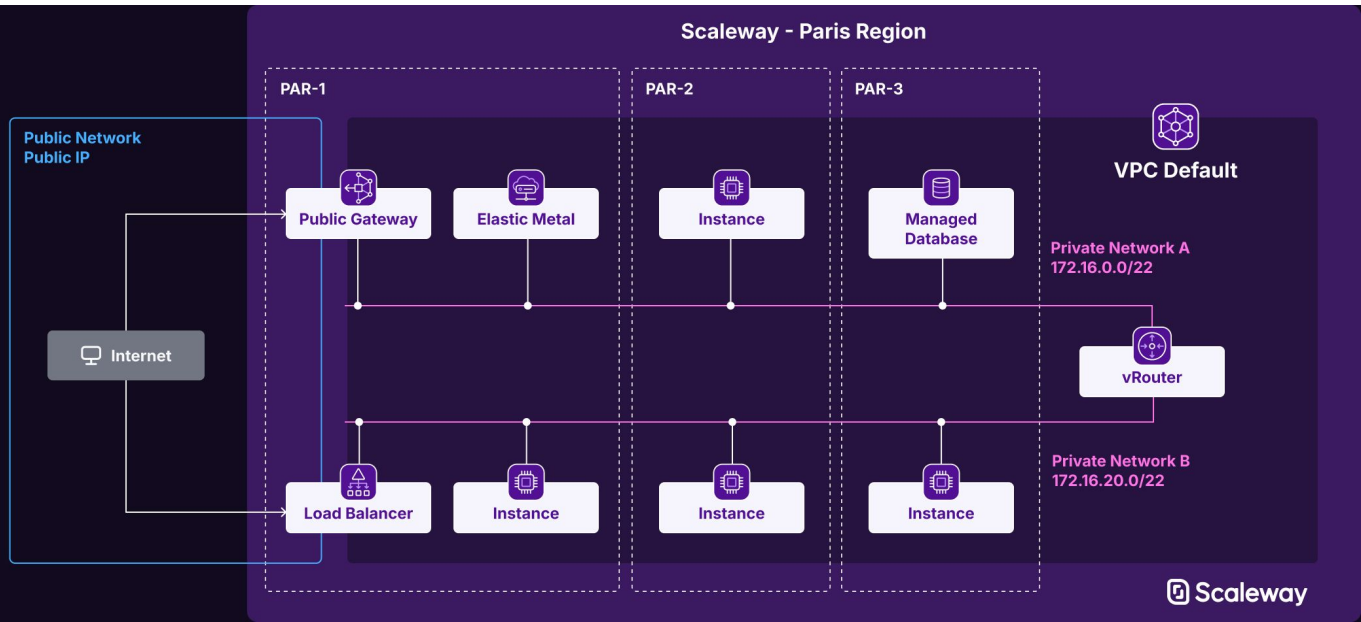 Scaleway - Paris Region
PAR-1
PAR-2
PAR-3
Public Network
Public IP
VPC Default
Public Gateway
Elastic Metal
Instance
Managed
Database
Private Network A
172.16.0.0/22
Internet
vRouter
Private Network B
172.16.20.0/22
Load Balancer
Instance
Instance
Instance
Scaleway